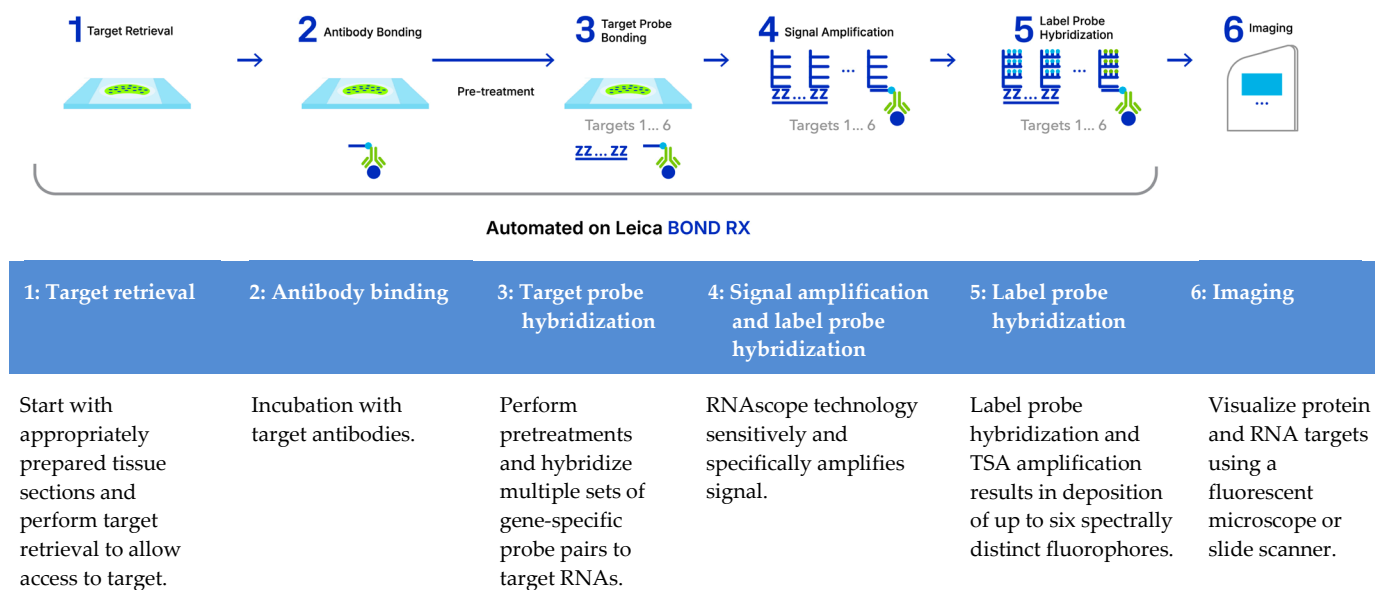 1 Target Retrieval
2 Antibody Bonding
Pre-treatment
3 Target Probe
Bonding
Targets 1... 6
ZZ ... ZZ
4 Signal Amplification
...
ZZ ... ZZ
Targets 1... 6
5 Label Probe
Hybridization
...
ZZ ... ZZ
Targets 1... 6
6 Imaging
...
Automated on Leica BOND RX
1: Target retrieval
2: Antibody binding
3: Target probe
hybridization
4: Signal amplification
and label probe
hybridization
5: Label probe
hybridization
6: Imaging
Start with
appropriately
prepared tissue
sections and
perform target
retrieval to allow
access to target.
Incubation with
target antibodies.
Perform
pretreatments
and hybridize
multiple sets of
gene-specific
probe pairs to
target RNAs.
RNAscope technology
sensitively and
specifically amplifies
signal.
Label probe
hybridization and
TSA amplification
results in deposition
of up to six spectrally
distinct fluorophores.
Visualize protein
and RNA targets
using a
fluorescent
microscope or
slide scanner.